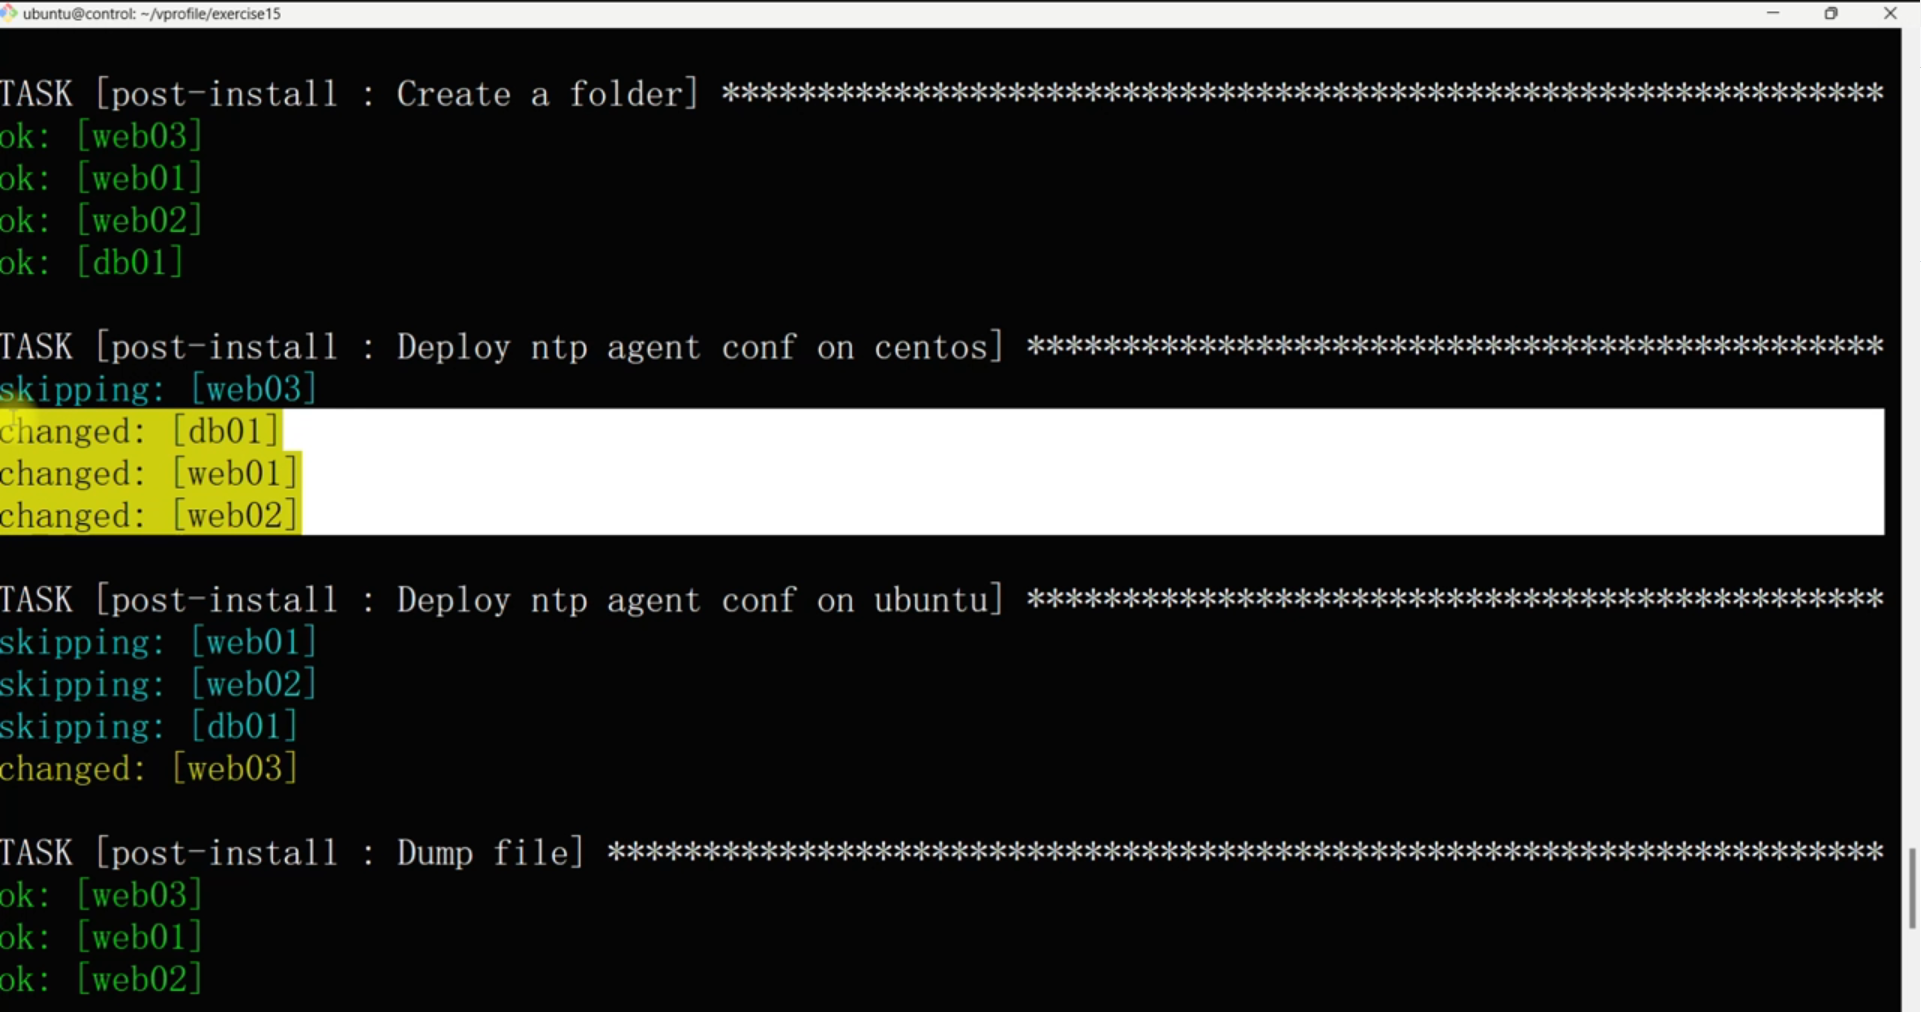 ubuntu@control: ~/vprofile/exercise15
TASK [post-install : Create a folder] *************************************************************
ok: [web03]
ok: [web01]
ok: [web02]
ok: [db01]
TASK [post-install : Deploy ntp agent conf on centos] *********************************************
skipping: [web03]
changed: [db01]
changed: [web01]
changed: [web02]
TASK [post-install : Deploy ntp agent conf on ubuntu] *********************************************
skipping: [web01]
skipping: [web02]
skipping: [db01]
changed: [web03]
TASK [post-install : Dump file] *******************************************************************
ok: [web03]
ok: [web01]
ok: [web02]